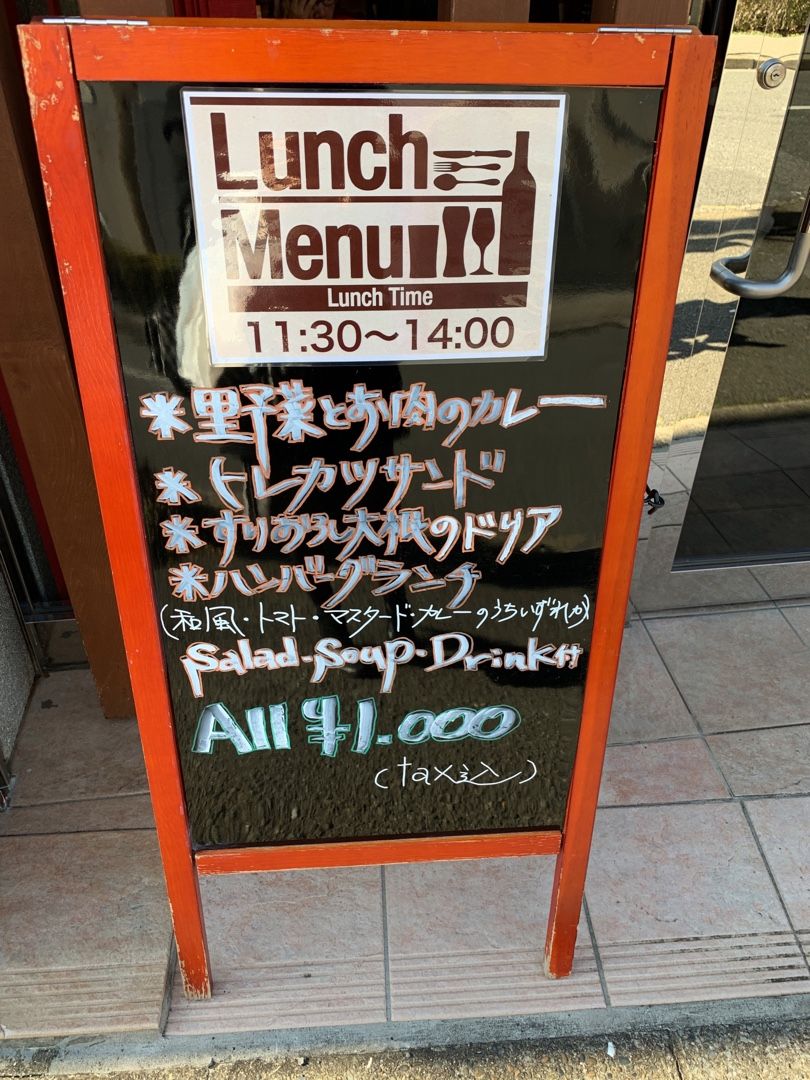 Lunch
Menu
Lunch Time
11:30～14:00
※里予菜とお肉のカレー
※トレカツサンド
※すりおろし大根のドリア
※ハンバーグランチ
(和風・トマト・マスタード・カレーのうちいずれか)
Salad-Soup-Drink付
All ¥1.000
(tax込)